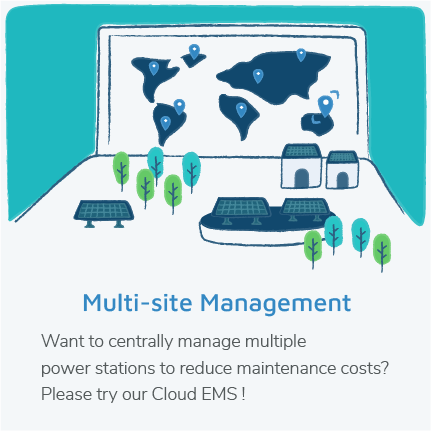 Multi-site Management
Want to centrally manage multiple
power stations to reduce maintenance costs?
Please try our Cloud EMS !